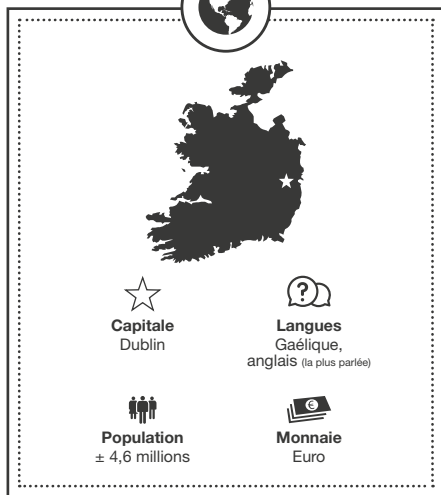 Capitale
Dublin
Langues
Gaélique,
anglais (la plus parlée)
Population
± 4,6 millions
Monnaie
Euro